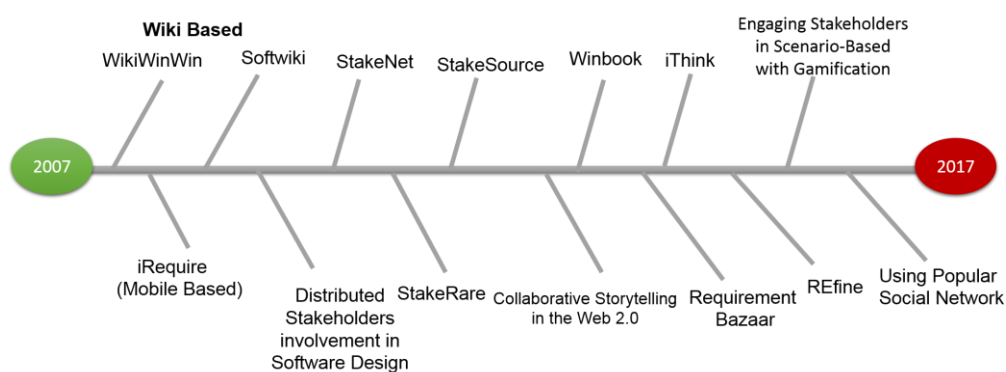 Wiki Based
WikiWinWin
Softwiki
StakeNet
StakeSource
Winbook
iThink
Engaging Stakeholders
in Scenario-Based
with Gamification
2007
2017
iRequire
(Mobile Based)
Distributed
Stakeholders
involvement in
Software Design
StakeRare
Collaborative Storytelling
in the Web 2.0
Requirement
Bazaar
REfine
Using Popular
Social Network